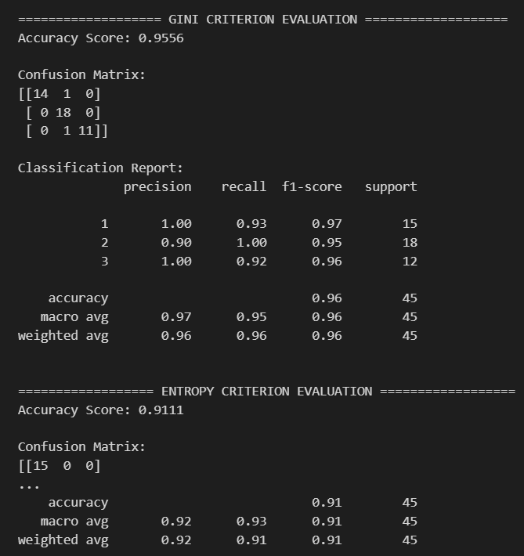 =================== GINI CRITERION EVALUATION ===================
Accuracy Score: 0.9556
Confusion Matrix:
[[14  1  0]
 [ 0 18  0]
 [ 0  1 11]]
Classification Report:
              precision    recall  f1-score   support
           1       1.00      0.93      0.97        15
           2       0.90      1.00      0.95        18
           3       1.00      0.92      0.96        12
    accuracy                           0.96        45
   macro avg       0.97      0.95      0.96        45
weighted avg       0.96      0.96      0.96        45
================== ENTROPY CRITERION EVALUATION ==================
Accuracy Score: 0.9111
Confusion Matrix:
[[15  0  0]
...
    accuracy                           0.91        45
   macro avg       0.92      0.93      0.91        45
weighted avg       0.92      0.91      0.91        45